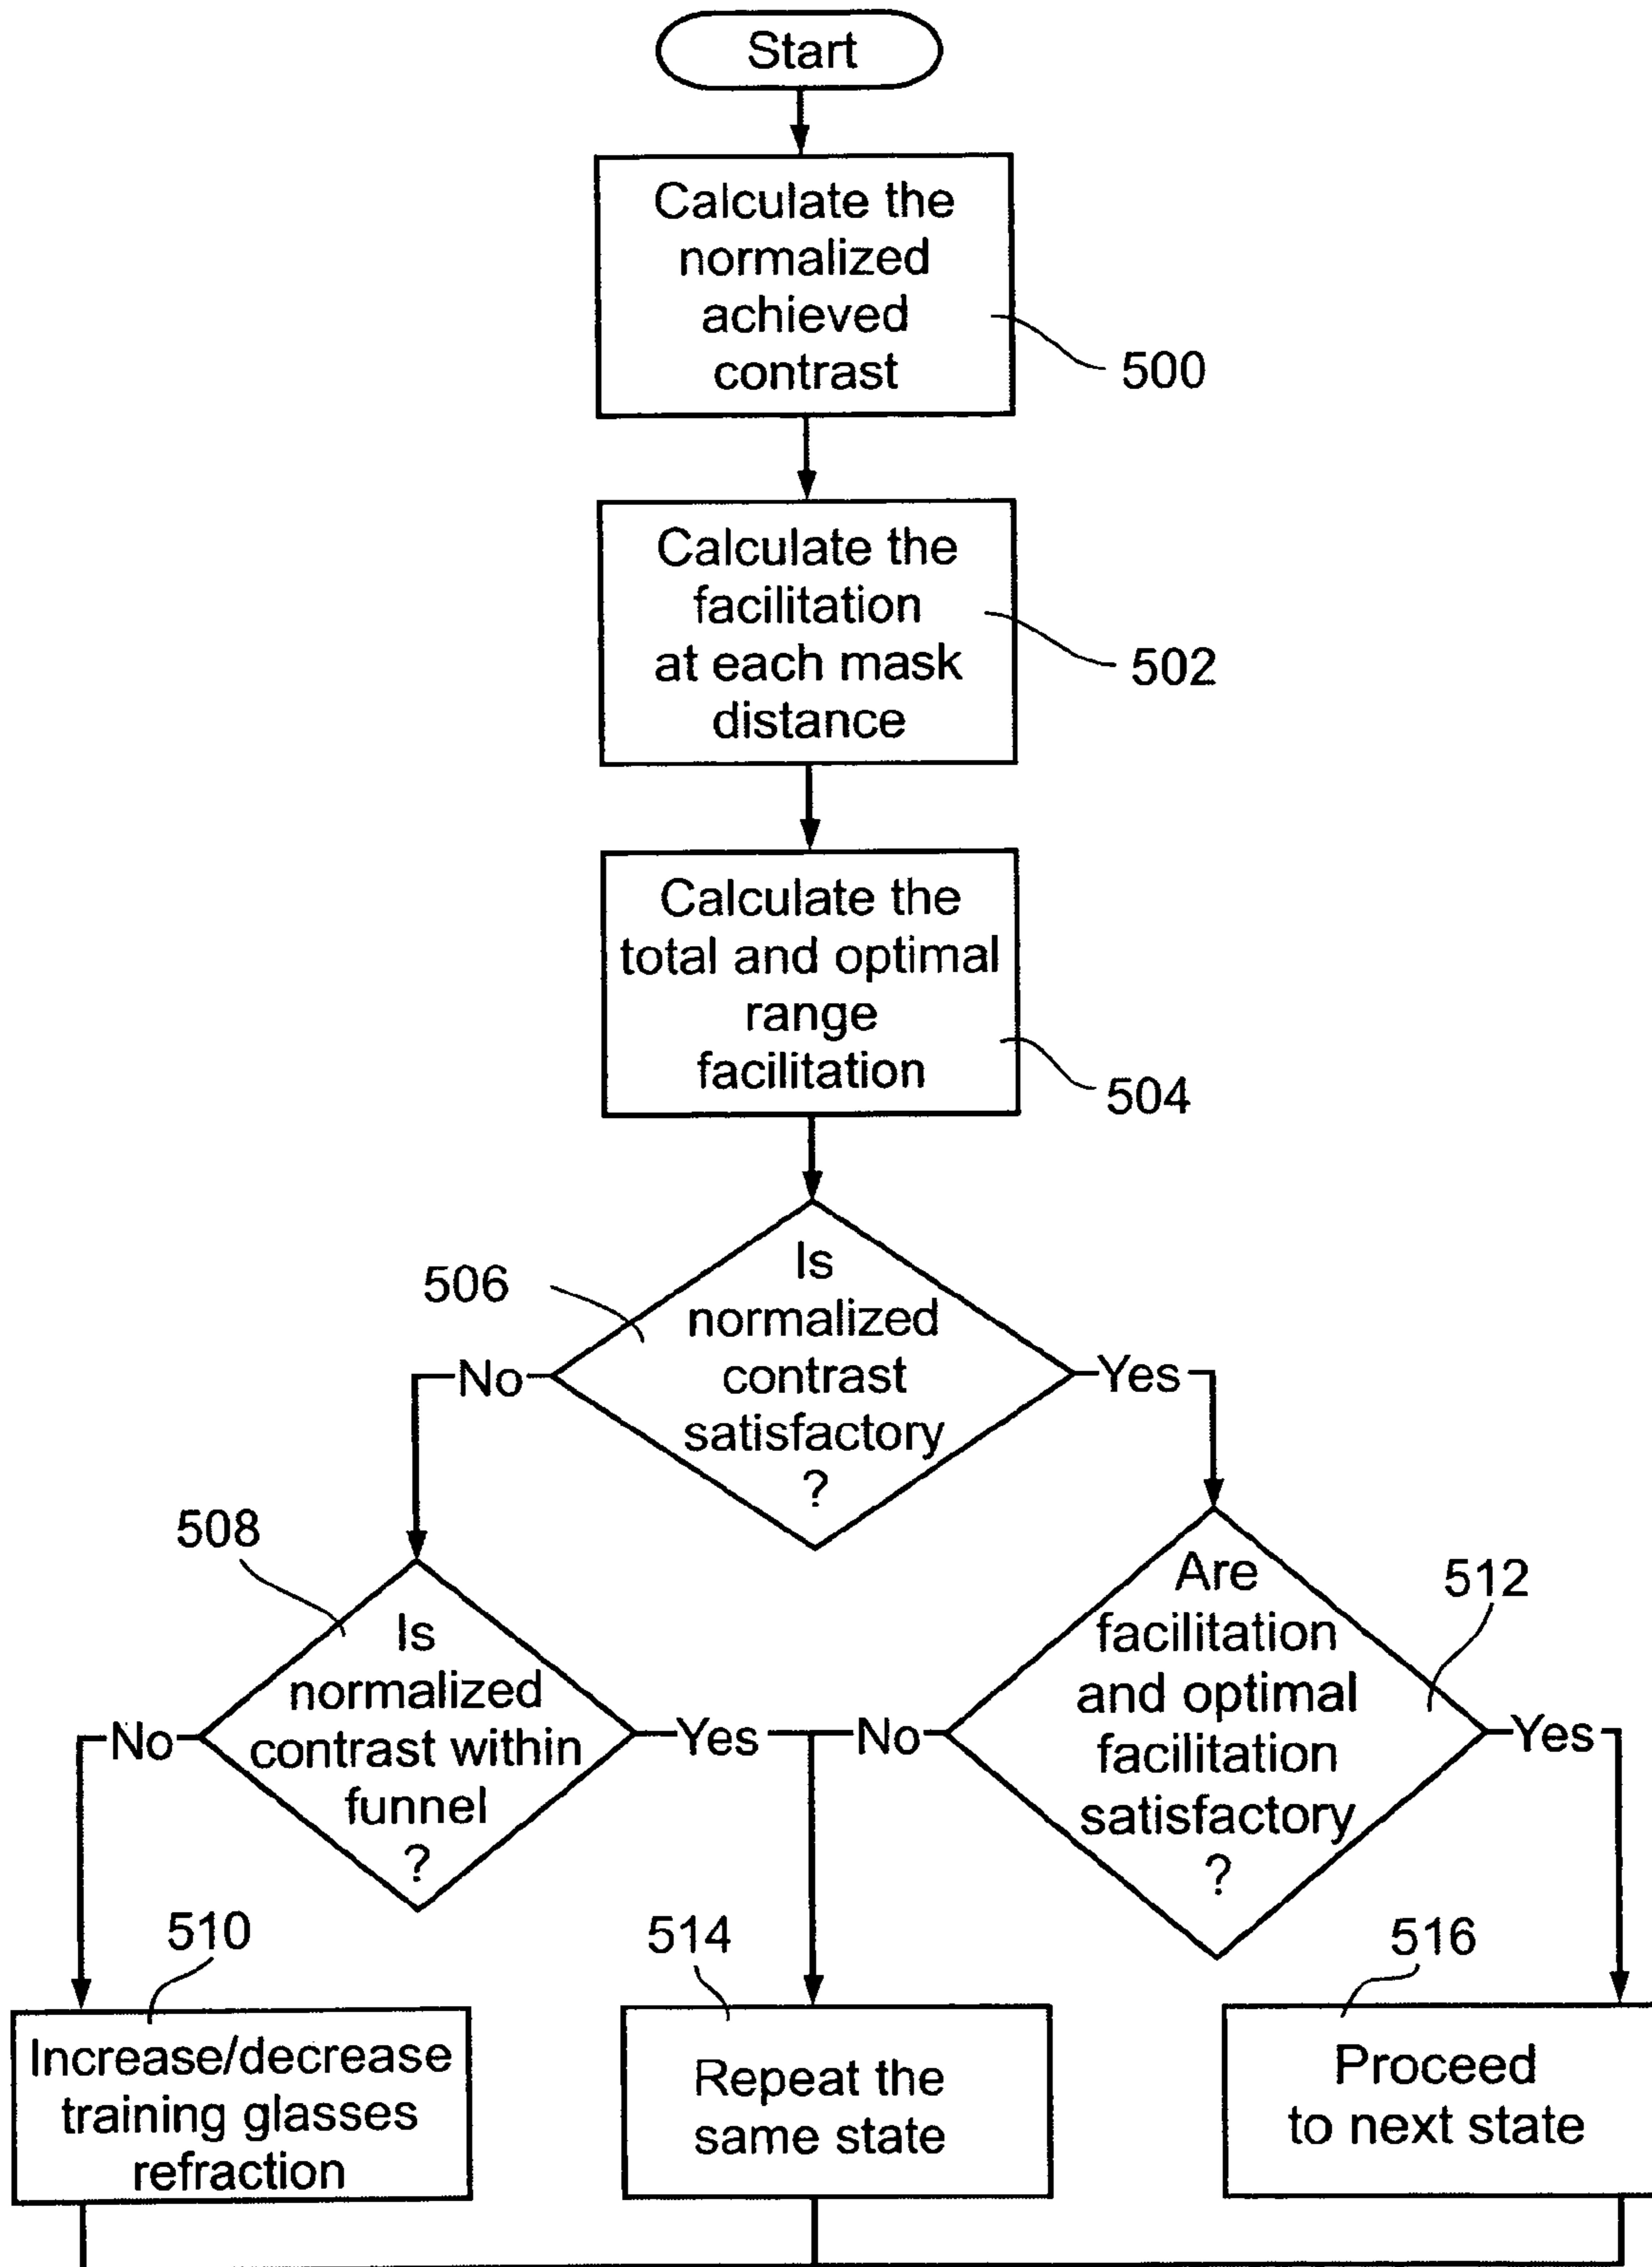 Start
Calculate the
normalized
achieved
contrast
500
Calculate the
facilitation
at each mask
distance
502
Calculate the
total and optimal
range
facilitation
504
506
Is
normalized
contrast
satisfactory
?
No
Yes
508
Is
normalized
contrast within
funnel
?
No
Yes
512
Are
facilitation
and optimal
facilitation
satisfactory
?
No
Yes
510
Increase/decrease
training glasses
refraction
514
Repeat the
same state
516
Proceed
to next state